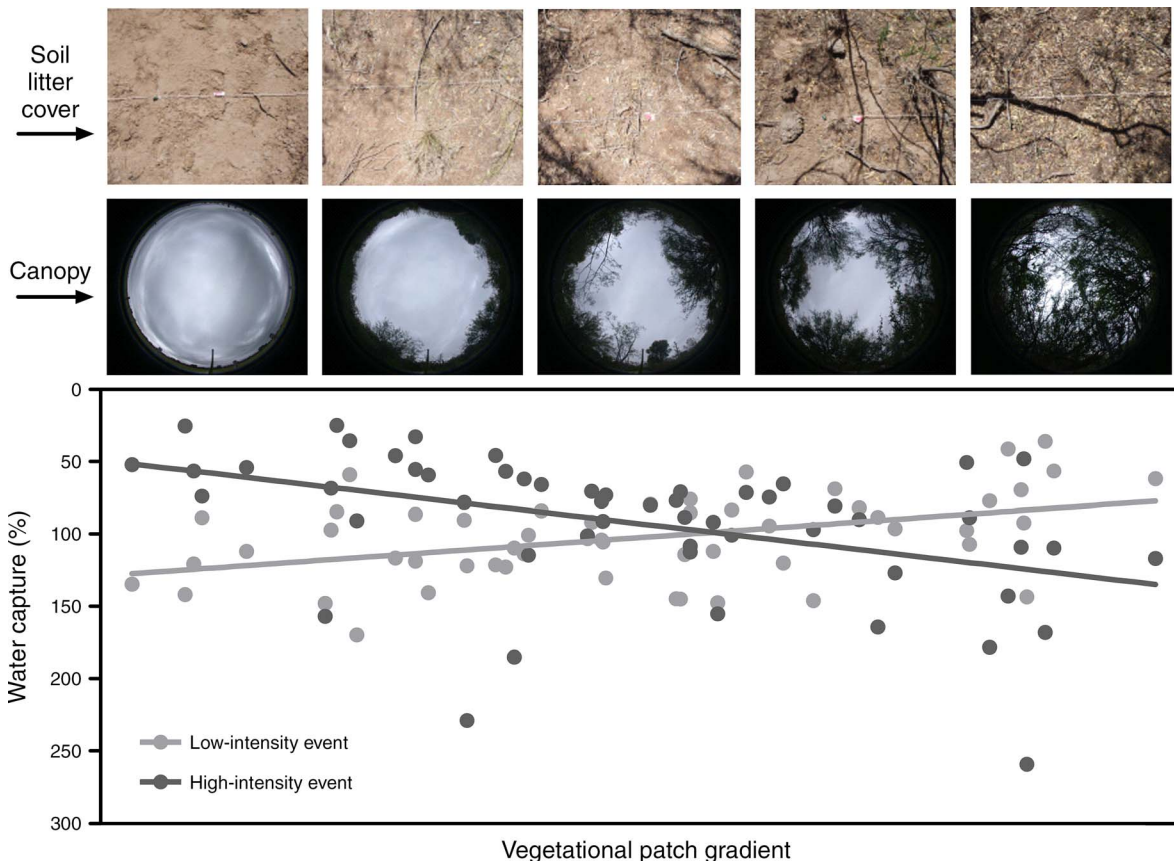 Soil
litter
cover
Canopy
0
50
100
150
200
250
300
Water capture (%)
Low-intensity event
High-intensity event
Vegetational patch gradient